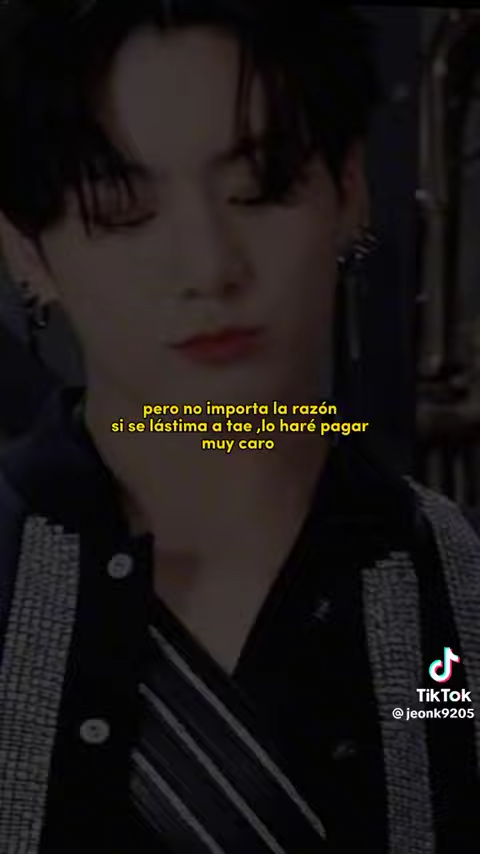 pero no importa la razón
si se lástima a tae ,lo haré pagar
muy caro
TikTok
@jeonk9205